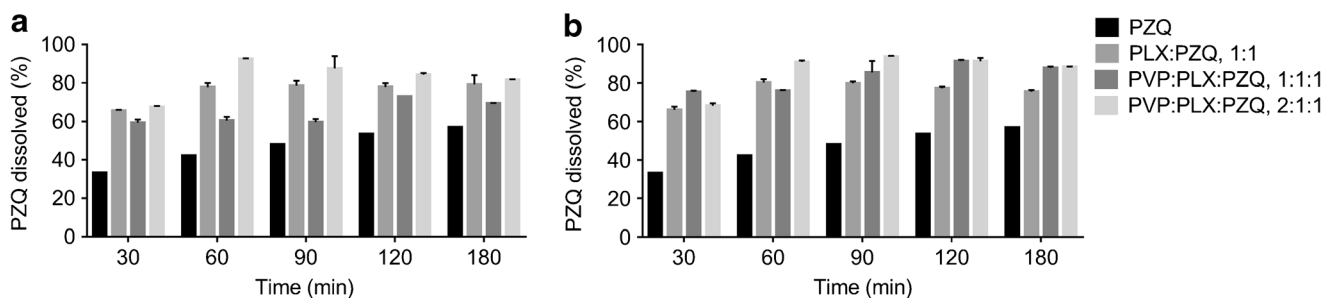 a
100
80
60
40
20
0
PZQ dissolved (%)
30 60 90 120 180
Time (min)
b
100
80
60
40
20
0
PZQ dissolved (%)
30 60 90 120 180
Time (min)
PZQ
PLX:PZQ, 1:1
PVP:PLX:PZQ, 1:1:1
PVP:PLX:PZQ, 2:1:1